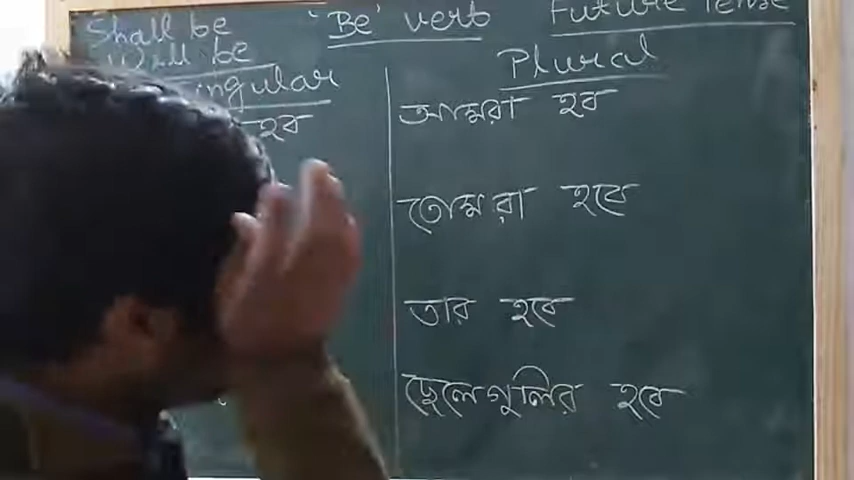 Shall be 'Be' verb Future Tense
Will be
Singular Plural
হব আমরা হব
তোমরা হবে
তার হবে
ছেলেগুলির হবে